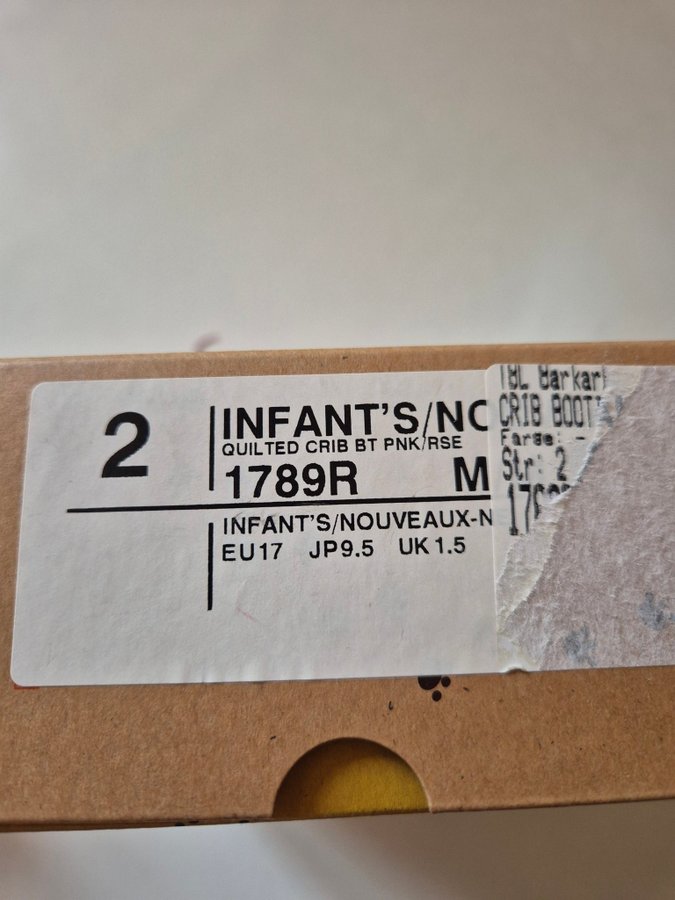 2
INFANT'S/NO
QUILTED CRIB BT PNK/RSE
1789R M
INFANT'S/NOUVEAUX-N
EU17 JP9.5 UK1.5
TBL Barkar
CRIB BOOT
Farge: -
Str: 2